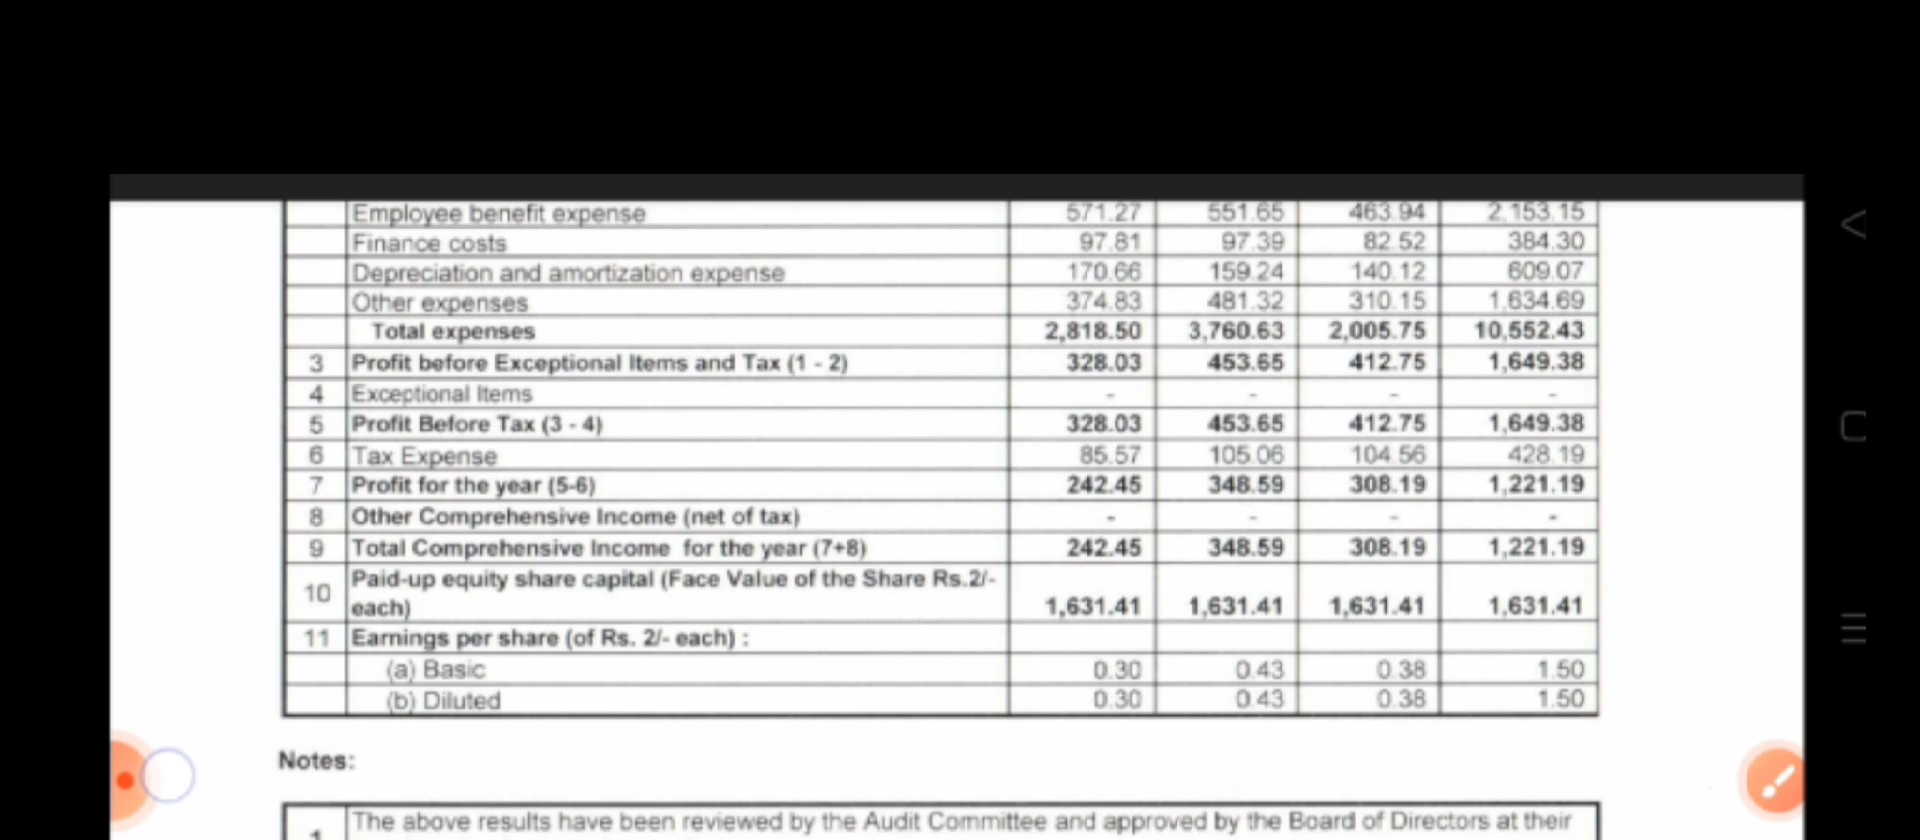 Employee benefit expense 571.27 551.65 463.94 2,153.15
Finance costs 97.81 97.39 82.52 384.30
Depreciation and amortization expense 170.66 159.24 140.12 609.07
Other expenses 374.83 481.32 310.15 1,634.69
Total expenses 2,818.50 3,760.63 2,005.75 10,552.43
3 Profit before Exceptional Items and Tax (1 - 2) 328.03 453.65 412.75 1,649.38
4 Exceptional Items - - - -
5 Profit Before Tax (3 - 4) 328.03 453.65 412.75 1,649.38
6 Tax Expense 85.57 105.06 104.56 428.19
7 Profit for the year (5-6) 242.45 348.59 308.19 1,221.19
8 Other Comprehensive Income (net of tax) - - - -
9 Total Comprehensive Income for the year (7+8) 242.45 348.59 308.19 1,221.19
10 Paid-up equity share capital (Face Value of the Share Rs.2/-
each) 1,631.41 1,631.41 1,631.41 1,631.41
11 Earnings per share (of Rs. 2/- each) :
(a) Basic 0.30 0.43 0.38 1.50
(b) Diluted 0.30 0.43 0.38 1.50
Notes:
1 The above results have been reviewed by the Audit Committee and approved by the Board of Directors at their